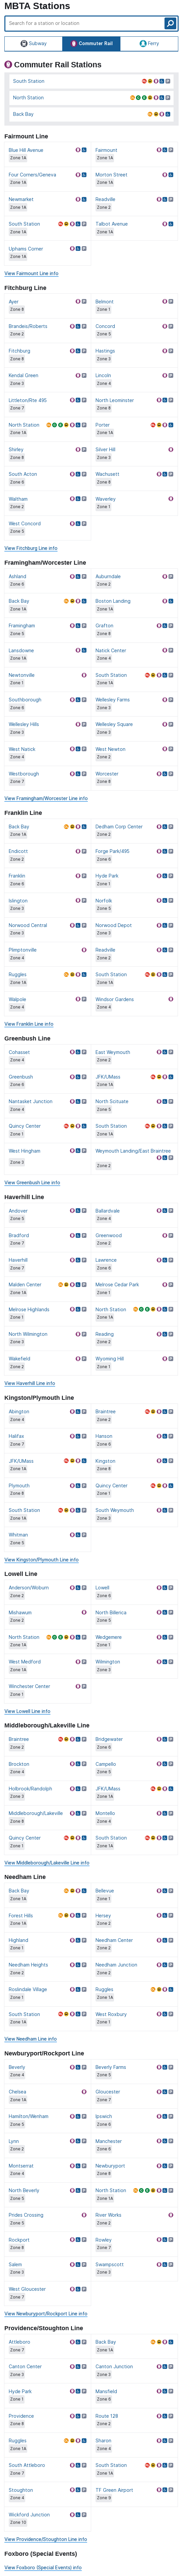 MBTA Stations
Search for a station or location
Subway Commuter Rail Ferry
Commuter Rail Stations
South Station
North Station
Back Bay
Fairmount Line
Blue Hill Avenue Fairmount
Zone 1A Zone 1A
Four Corners/Geneva Morton Street
Zone 1A Zone 1A
Newmarket Readville
Zone 1A Zone 2
South Station Talbot Avenue
Zone 1A Zone 1A
Uphams Corner
Zone 1A
View Fairmount Line info
Fitchburg Line
Ayer Belmont
Zone 8 Zone 1
Brandeis/Roberts Concord
Zone 2 Zone 5
Fitchburg Hastings
Zone 8 Zone 3
Kendal Green Lincoln
Zone 3 Zone 4
Littleton/Rte 495 North Leominster
Zone 7 Zone 8
North Station Porter
Zone 1A Zone 1A
Shirley Silver Hill
Zone 8 Zone 3
South Acton Wachusett
Zone 6 Zone 8
Waltham Waverley
Zone 2 Zone 1
West Concord
Zone 5
View Fitchburg Line info
Framingham/Worcester Line
Ashland Auburndale
Zone 6 Zone 2
Back Bay Boston Landing
Zone 1A Zone 1A
Framingham Grafton
Zone 5 Zone 8
Lansdowne Natick Center
Zone 1A Zone 4
Newtonville South Station
Zone 1 Zone 1A
Southborough Wellesley Farms
Zone 6 Zone 3
Wellesley Hills Wellesley Square
Zone 3 Zone 3
West Natick West Newton
Zone 4 Zone 2
Westborough Worcester
Zone 7 Zone 8
View Framingham/Worcester Line info
Franklin Line
Back Bay Dedham Corp Center
Zone 1A Zone 2
Endicott Forge Park/495
Zone 2 Zone 6
Franklin Hyde Park
Zone 6 Zone 1
Islington Norfolk
Zone 3 Zone 5
Norwood Central Norwood Depot
Zone 3 Zone 3
Plimptonville Readville
Zone 4 Zone 2
Ruggles South Station
Zone 1A Zone 1A
Walpole Windsor Gardens
Zone 4 Zone 4
View Franklin Line info
Greenbush Line
Cohasset East Weymouth
Zone 4 Zone 2
Greenbush JFK/UMass
Zone 6 Zone 1A
Nantasket Junction North Scituate
Zone 4 Zone 5
Quincy Center South Station
Zone 1 Zone 1A
West Hingham Weymouth Landing/East Braintree
Zone 3 Zone 2
View Greenbush Line info
Haverhill Line
Andover Ballardvale
Zone 5 Zone 4
Bradford Greenwood
Zone 7 Zone 2
Haverhill Lawrence
Zone 7 Zone 6
Malden Center Melrose Cedar Park
Zone 1A Zone 1
Melrose Highlands North Station
Zone 1 Zone 1A
North Wilmington Reading
Zone 3 Zone 2
Wakefield Wyoming Hill
Zone 2 Zone 1
View Haverhill Line info
Kingston/Plymouth Line
Abington Braintree
Zone 4 Zone 2
Halifax Hanson
Zone 7 Zone 6
JFK/UMass Kingston
Zone 1A Zone 8
Plymouth Quincy Center
Zone 8 Zone 1
South Station South Weymouth
Zone 1A Zone 3
Whitman
Zone 5
View Kingston/Plymouth Line info
Lowell Line
Anderson/Woburn Lowell
Zone 2 Zone 6
Mishawum North Billerica
Zone 2 Zone 5
North Station Wedgemere
Zone 1A Zone 1
West Medford Wilmington
Zone 1A Zone 3
Winchester Center
Zone 1
View Lowell Line info
Middleborough/Lakeville Line
Braintree Bridgewater
Zone 2 Zone 6
Brockton Campello
Zone 4 Zone 5
Holbrook/Randolph JFK/UMass
Zone 3 Zone 1A
Middleborough/Lakeville Montello
Zone 8 Zone 4
Quincy Center South Station
Zone 1 Zone 1A
View Middleborough/Lakeville Line info
Needham Line
Back Bay Bellevue
Zone 1A Zone 1
Forest Hills Hersey
Zone 1A Zone 2
Highland Needham Center
Zone 1 Zone 2
Needham Heights Needham Junction
Zone 2 Zone 2
Roslindale Village Ruggles
Zone 1 Zone 1A
South Station West Roxbury
Zone 1A Zone 1
View Needham Line info
Newburyport/Rockport Line
Beverly Beverly Farms
Zone 4 Zone 5
Chelsea Gloucester
Zone 1A Zone 7
Hamilton/Wenham Ipswich
Zone 5 Zone 6
Lynn Manchester
Zone 2 Zone 6
Montserrat Newburyport
Zone 4 Zone 8
North Beverly North Station
Zone 5 Zone 1A
Prides Crossing River Works
Zone 5 Zone 2
Rockport Rowley
Zone 8 Zone 7
Salem Swampscott
Zone 3 Zone 3
West Gloucester
Zone 7
View Newburyport/Rockport Line info
Providence/Stoughton Line
Attleboro Back Bay
Zone 7 Zone 1A
Canton Center Canton Junction
Zone 3 Zone 3
Hyde Park Mansfield
Zone 1 Zone 6
Providence Route 128
Zone 8 Zone 2
Ruggles Sharon
Zone 1A Zone 4
South Attleboro South Station
Zone 7 Zone 1A
Stoughton TF Green Airport
Zone 4 Zone 9
Wickford Junction
Zone 10
View Providence/Stoughton Line info
Foxboro (Special Events)
View Foxboro (Special Events) info